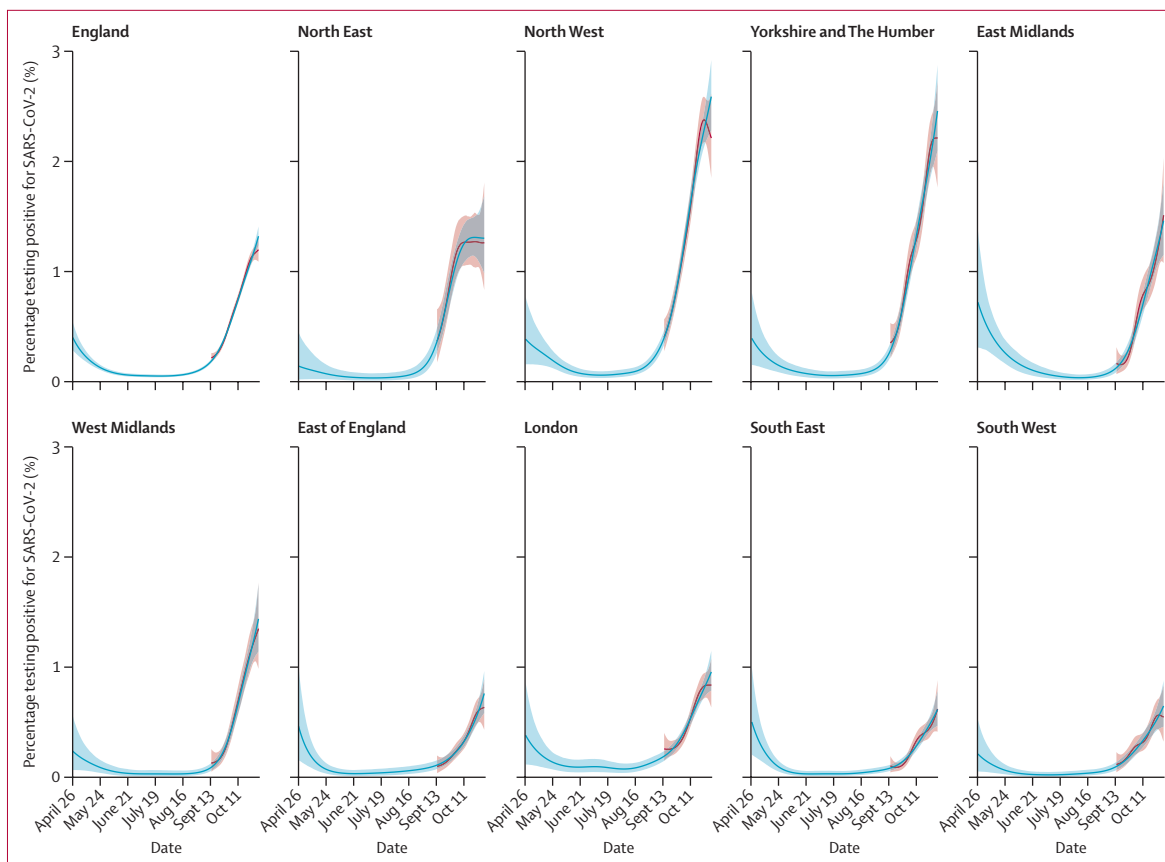 England
North East
North West
Yorkshire and The Humber
East Midlands
Percentage testing positive for SARS-CoV-2 (%)
3
2
1
0
West Midlands
East of England
London
South East
South West
Percentage testing positive for SARS-CoV-2 (%)
3
2
1
0
April 26
May 24
June 21
July 19
Aug 16
Sept 13
Oct 11
Date
April 26
May 24
June 21
July 19
Aug 16
Sept 13
Oct 11
Date
April 26
May 24
June 21
July 19
Aug 16
Sept 13
Oct 11
Date
April 26
May 24
June 21
July 19
Aug 16
Sept 13
Oct 11
Date
April 26
May 24
June 21
July 19
Aug 16
Sept 13
Oct 11
Date